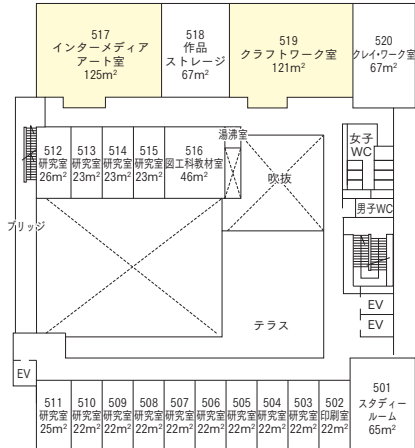 517
インターメディア
アート室
125m²
518
作品
ストレージ
67m²
519
クラフトワーク室
121m²
520
クレイ・ワーク室
67m²
512
研究室
26m²
513
研究室
23m²
514
研究室
23m²
515
研究室
23m²
516
図工科教材室
46m²
湯沸室
吹抜
女子
WC
男子WC
ブリッジ
EV
EV
テラス
EV
511
研究室
25m²
510
研究室
22m²
509
研究室
22m²
508
研究室
22m²
507
研究室
22m²
506
研究室
22m²
505
研究室
22m²
504
研究室
22m²
503
研究室
22m²
502
印刷室
22m²
501
スタディー
ルーム
65m²